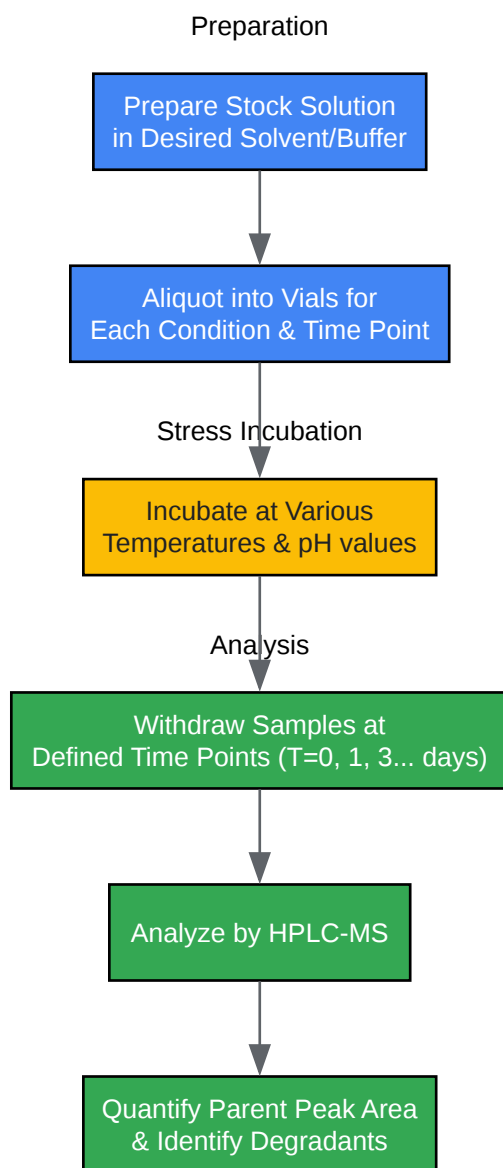 Preparation
Prepare Stock Solution
in Desired Solvent/Buffer
Aliquot into Vials for
Each Condition & Time Point
Stress Incubation
Incubate at Various
Temperatures & pH values
Analysis
Withdraw Samples at
Defined Time Points (T=0, 1, 3... days)
Analyze by HPLC-MS
Quantify Parent Peak Area
& Identify Degradants